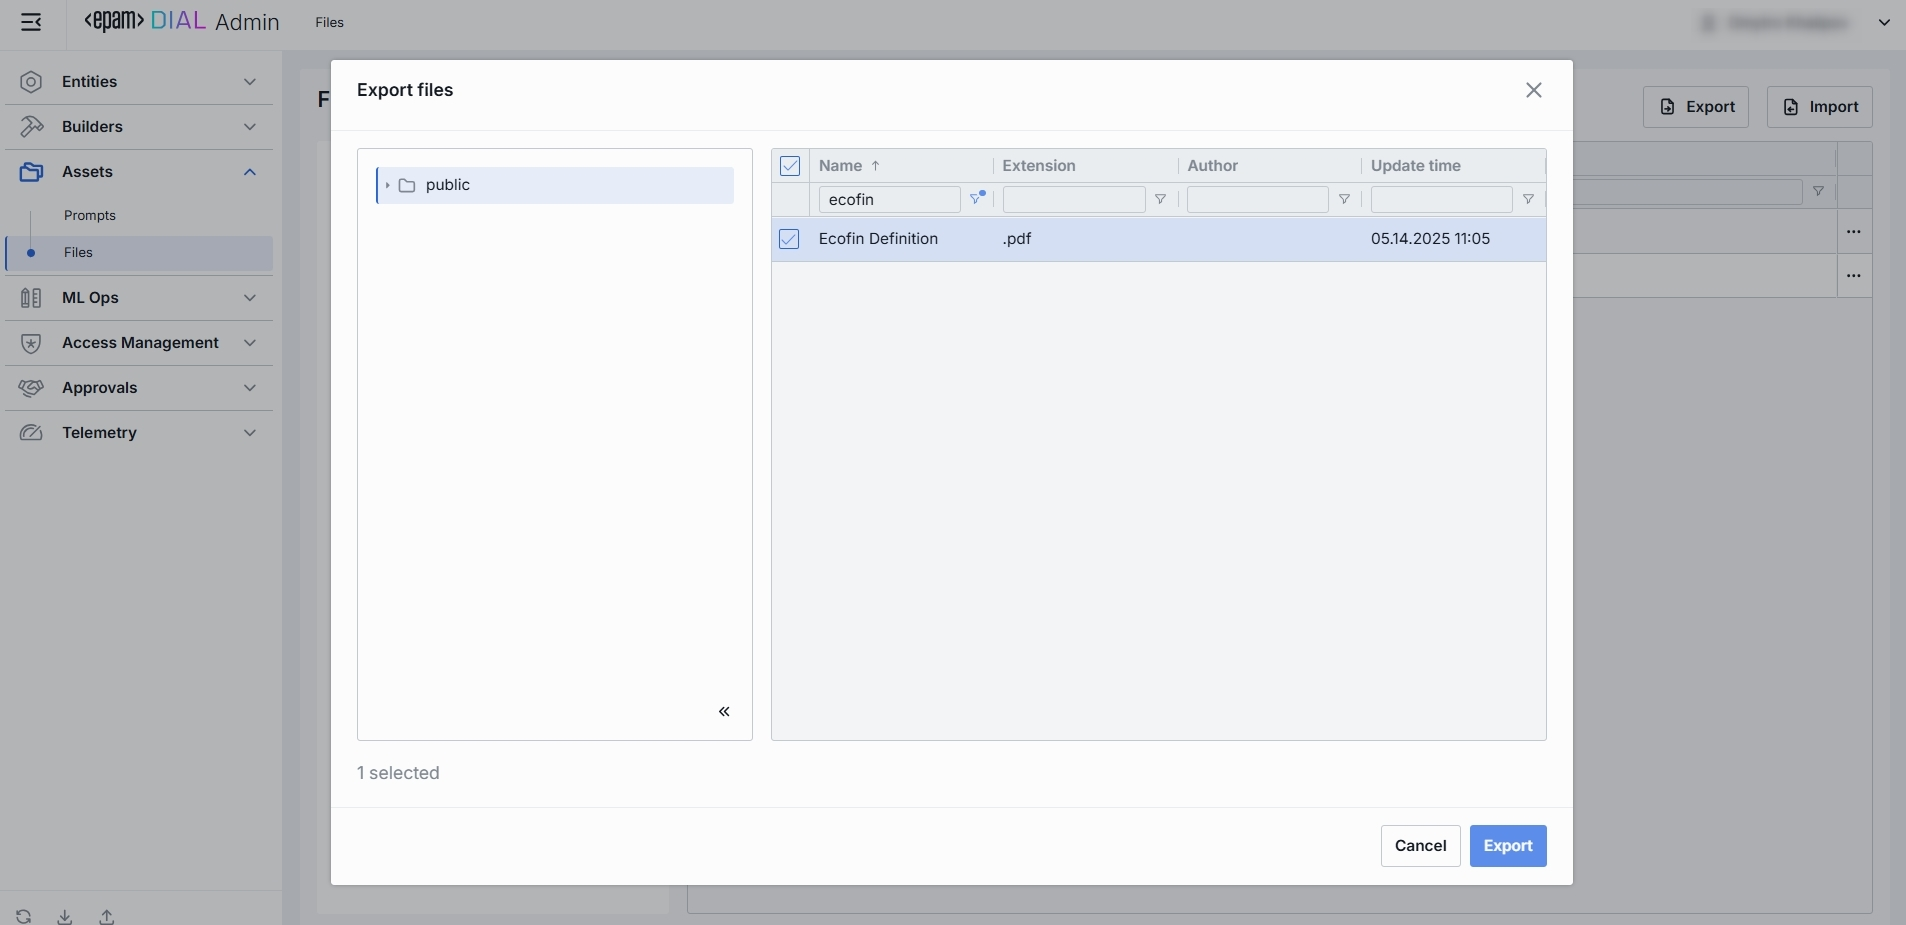 <epam> DIAL Admin
Files
Entities
Builders
Assets
Prompts
Files
ML Ops
Access Management
Approvals
Telemetry
F
Export
Import
Export files
public
Name ↑ Extension Author Update time
ecofin
Ecofin Definition .pdf 05.14.2025 11:05
1 selected
Cancel
Export